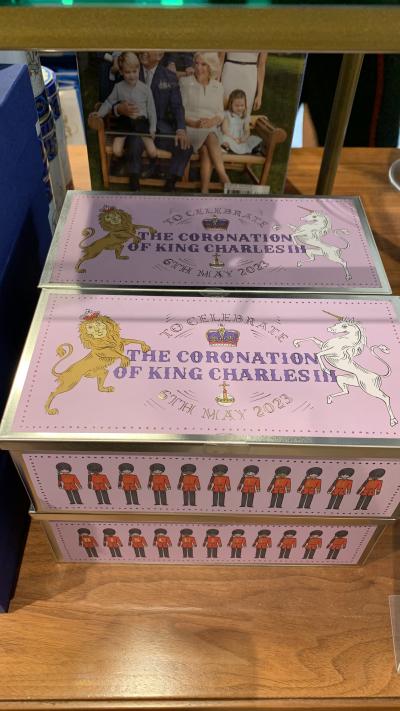 TO CELEBRATE
THE CORONATION
OF KING CHARLES III
6TH MAY 2023
TO CELEBRATE
THE CORONATION
OF KING CHARLES III
6TH MAY 2023